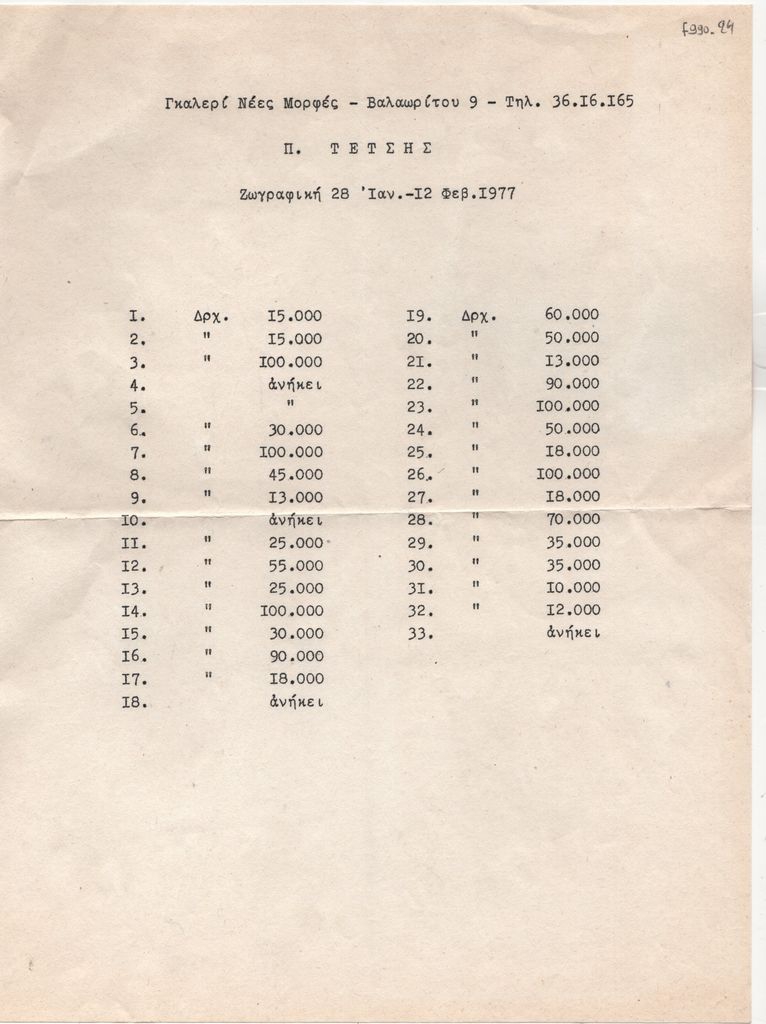 f990-24
Γκαλερί Νέες Μορφές - Βαλαωρίτου 9 - Τηλ. 36.16.165
Π. ΤΕΤΣΗΣ
Ζωγραφική 28 Ἰαν.-12 Φεβ.1977
1. Δρχ. 15.000
2. " 15.000
3. " 100.000
4. ἀνήκει
5. "
6. " 30.000
7. " 100.000
8. " 45.000
9. " 13.000
10. ἀνήκει
11. " 25.000
12. " 55.000
13. " 25.000
14. " 100.000
15. " 30.000
16. " 90.000
17. " 18.000
18. ἀνήκει
19. Δρχ. 60.000
20. " 50.000
21. " 13.000
22. " 90.000
23. " 100.000
24. " 50.000
25. " 18.000
26. " 100.000
27. " 18.000
28. " 70.000
29. " 35.000
30. " 35.000
31. " 10.000
32. " 12.000
33. ἀνήκει